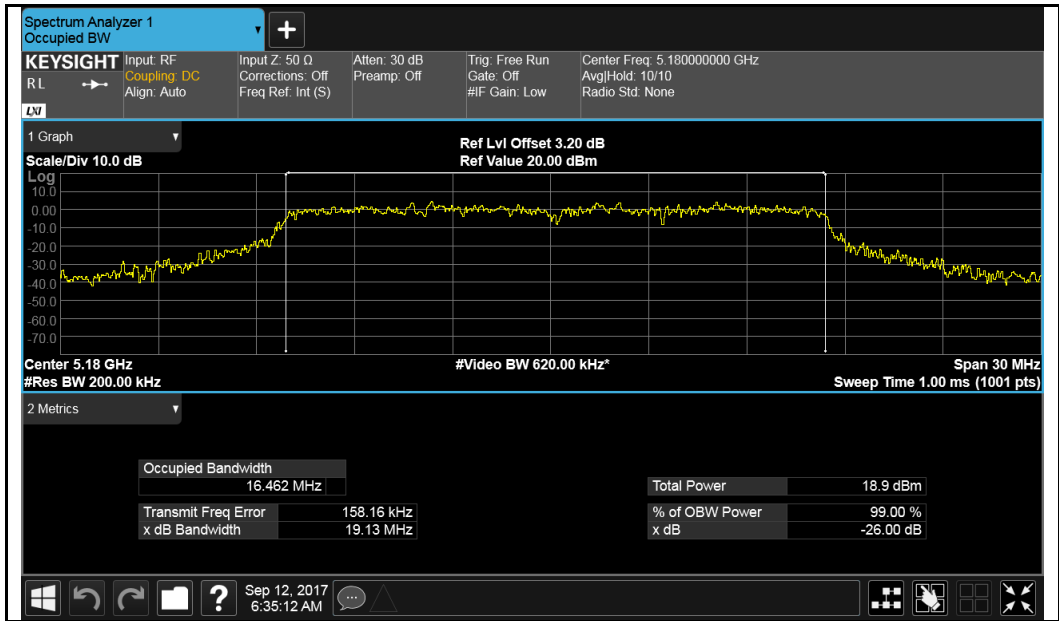 Spectrum Analyzer 1
Occupied BW
+
KEYSIGHT Input: RF Input Z: 50 Ω Atten: 30 dB Trig: Free Run Center Freq: 5.180000000 GHz
R L Coupling: DC Corrections: Off Preamp: Off Gate: Off Avg|Hold: 10/10
Align: Auto Freq Ref: Int (S) #IF Gain: Low Radio Std: None
LXI
1 Graph
Ref Lvl Offset 3.20 dB
Scale/Div 10.0 dB Ref Value 20.00 dBm
Log
10.0
0.00
-10.0
-20.0
-30.0
-40.0
-50.0
-60.0
-70.0
Center 5.18 GHz #Video BW 620.00 kHz* Span 30 MHz
#Res BW 200.00 kHz Sweep Time 1.00 ms (1001 pts)
2 Metrics
Occupied Bandwidth
16.462 MHz Total Power 18.9 dBm
Transmit Freq Error 158.16 kHz % of OBW Power 99.00 %
x dB Bandwidth 19.13 MHz x dB -26.00 dB
? Sep 12, 2017
6:35:12 AM